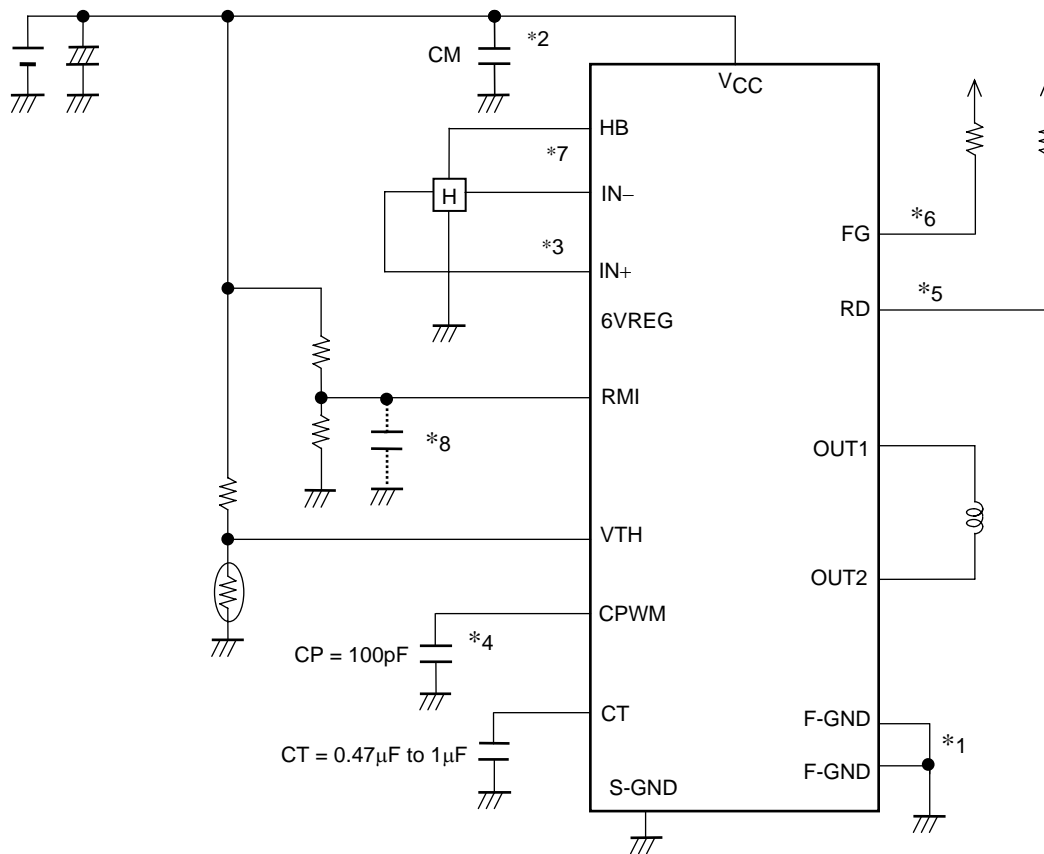 CM
*2
VCC
HB
*7
H
IN−
*6
FG
*3
IN+
*5
RD
6VREG
RMI
*8
OUT1
VTH
OUT2
CPWM
*4
CP = 100pF
CT
F-GND
*1
CT = 0.47μF to 1μF
F-GND
S-GND